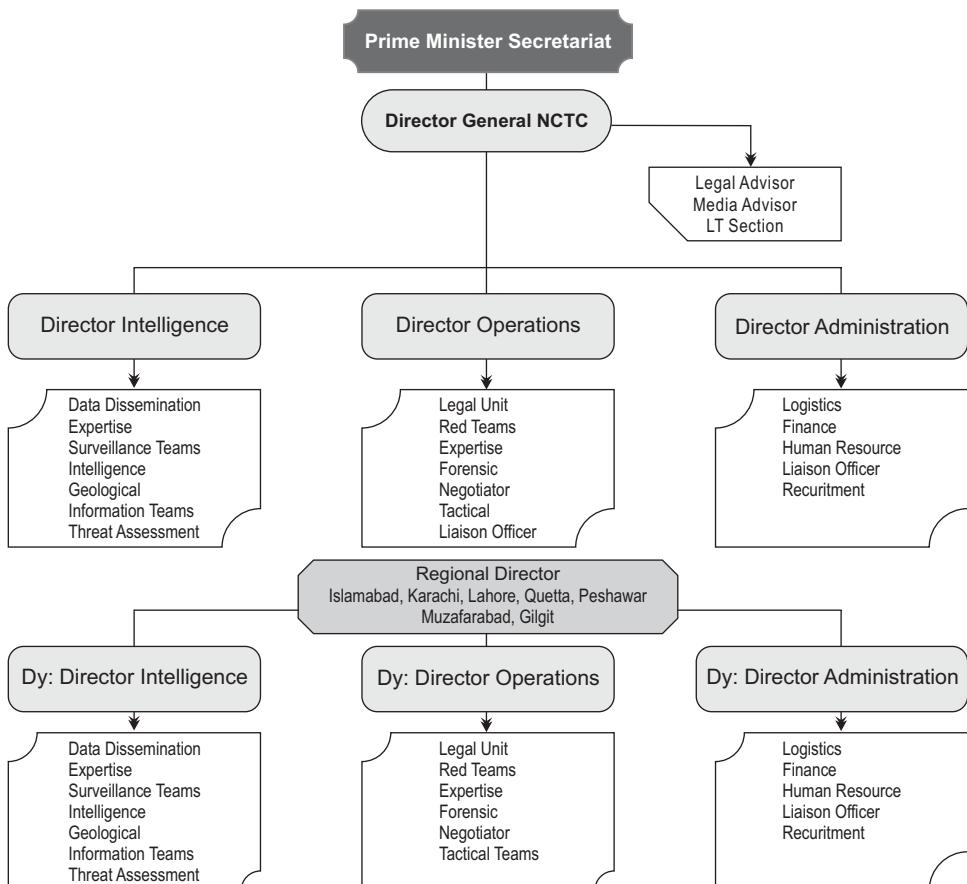 Prime Minister Secretariat
Director General NCTC
Legal Advisor
Media Advisor
LT Section
Director Intelligence
Director Operations
Director Administration
Data Dissemination
Expertise
Surveillance Teams
Intelligence
Geological
Information Teams
Threat Assessment
Legal Unit
Red Teams
Expertise
Forensic
Negotiator
Tactical
Liaison Officer
Logistics
Finance
Human Resource
Liaison Officer
Recuritment
Regional Director
Islamabad, Karachi, Lahore, Quetta, Peshawar
Muzafarabad, Gilgit
Dy: Director Intelligence
Dy: Director Operations
Dy: Director Administration
Data Dissemination
Expertise
Surveillance Teams
Intelligence
Geological
Information Teams
Threat Assessment
Legal Unit
Red Teams
Expertise
Forensic
Negotiator
Tactical Teams
Logistics
Finance
Human Resource
Liaison Officer
Recuritment